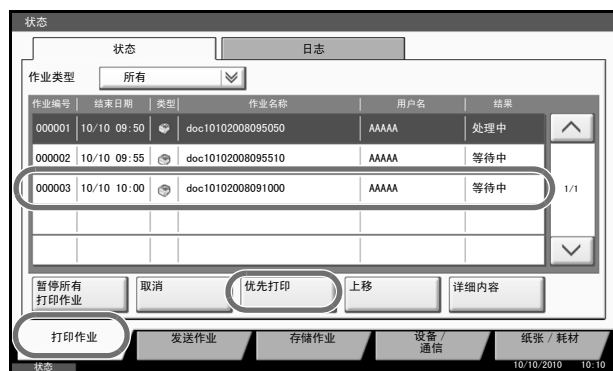 状态
状态 日志
作业类型 所有
作业编号 结束日期 类型 作业名称 用户名 结果
000001 10/10 09:50 doc10102008095050 AAAAA 处理中
000002 10/10 09:55 doc10102008095510 AAAAA 等待中
000003 10/10 10:00 doc10102008091000 AAAAA 等待中
1/1
暂停所有
打印作业
取消 优先打印 上移 详细内容
打印作业 发送作业 存储作业 设备 /
通信
纸张 / 耗材
状态 10/10/2010 10:10